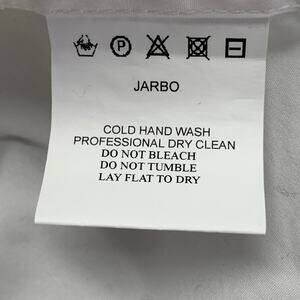 P
JARBO
COLD HAND WASH
PROFESSIONAL DRY CLEAN
DO NOT BLEACH
DO NOT TUMBLE
LAY FLAT TO DRY